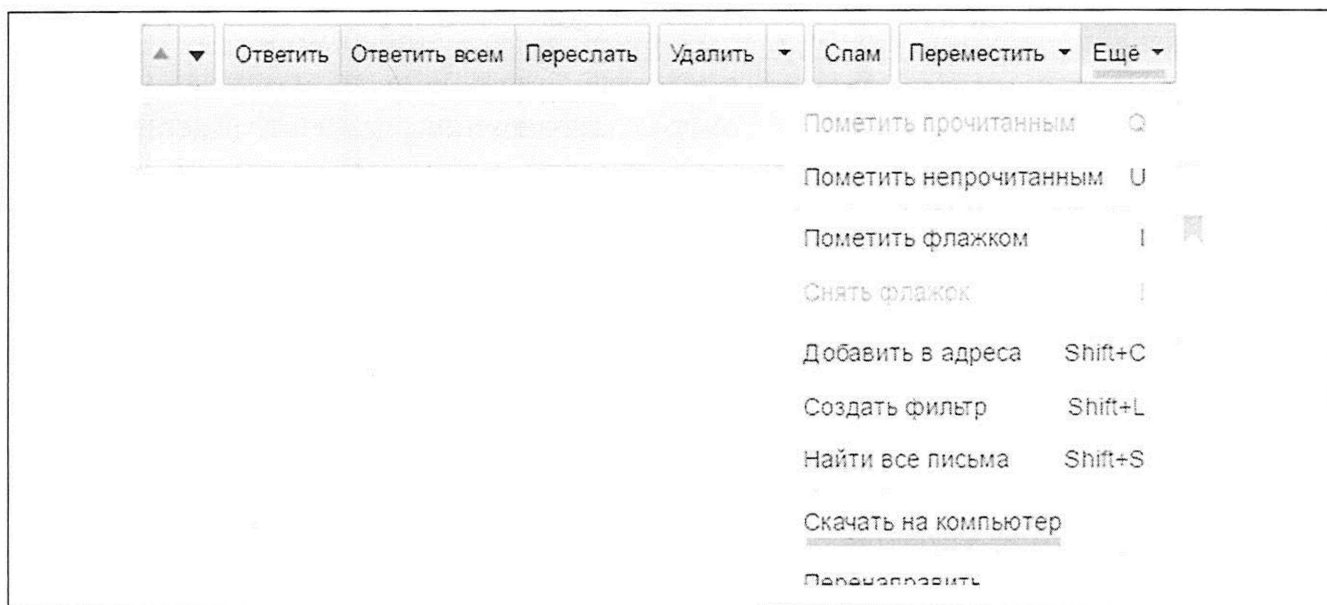 Ответить Ответить всем Переслать Удалить Спам Переместить Ещё
Пометить прочитанным Q
Пометить непрочитанным U
Пометить флажком I
Снять флажок I
Добавить в адреса Shift+C
Создать фильтр Shift+L
Найти все письма Shift+S
Скачать на компьютер
Перенаправить